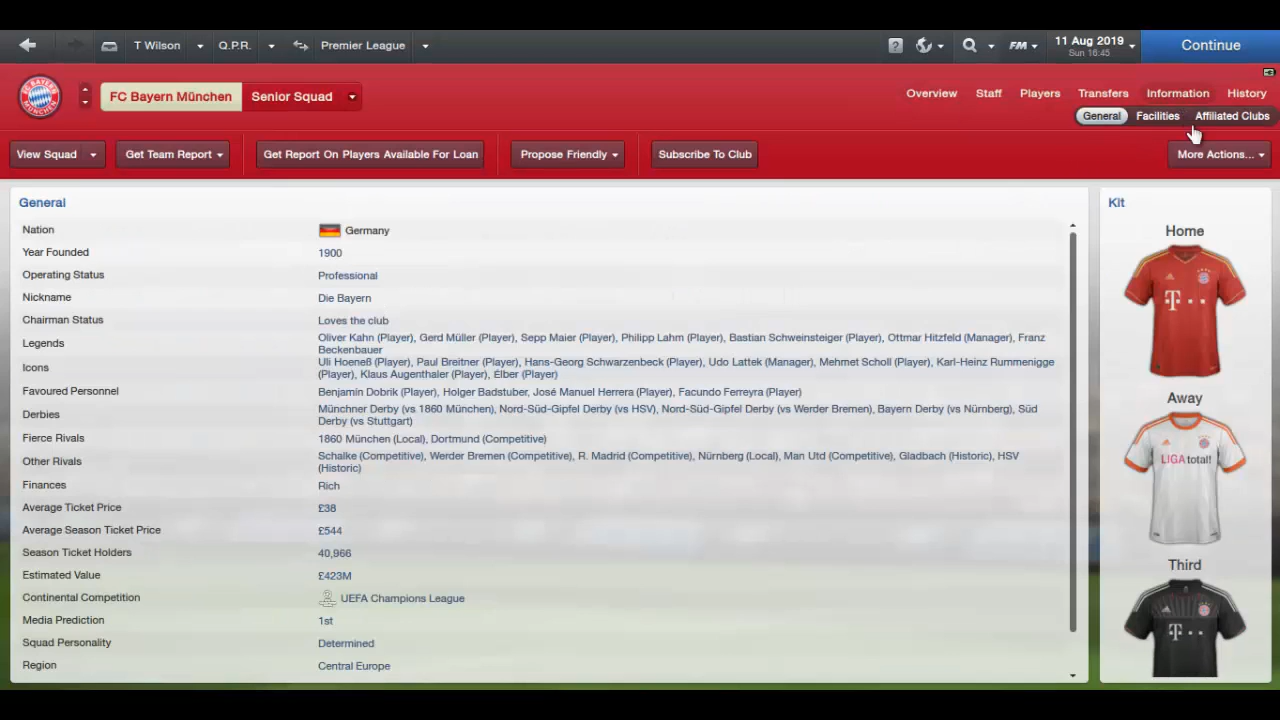 T Wilson Q.P.R. Premier League ? FM 11 Aug 2019 Continue
Sun 16:45
FC Bayern München Senior Squad Overview Staff Players Transfers Information History
General Facilities Affiliated Clubs
View Squad Get Team Report Get Report On Players Available For Loan Propose Friendly Subscribe To Club More Actions...
General
Nation Germany
Year Founded 1900
Operating Status Professional
Nickname Die Bayern
Chairman Status Loves the club
Legends Oliver Kahn (Player), Gerd Müller (Player), Sepp Maier (Player), Philipp Lahm (Player), Bastian Schweinsteiger (Player), Ottmar Hitzfeld (Manager), Franz
Beckenbauer
Icons Uli Hoeneß (Player), Paul Breitner (Player), Hans-Georg Schwarzenbeck (Player), Udo Lattek (Manager), Mehmet Scholl (Player), Karl-Heinz Rummenigge
(Player), Klaus Augenthaler (Player), Élber (Player)
Favoured Personnel Benjamin Dobrik (Player), Holger Badstuber, José Manuel Herrera (Player), Facundo Ferreyra (Player)
Derbies Münchner Derby (vs 1860 München), Nord-Süd-Gipfel Derby (vs HSV), Nord-Süd-Gipfel Derby (vs Werder Bremen), Bayern Derby (vs Nürnberg), Süd
Derby (vs Stuttgart)
Fierce Rivals 1860 München (Local), Dortmund (Competitive)
Other Rivals Schalke (Competitive), Werder Bremen (Competitive), R. Madrid (Competitive), Nürnberg (Local), Man Utd (Competitive), Gladbach (Historic), HSV
(Historic)
Finances Rich
Average Ticket Price £38
Average Season Ticket Price £544
Season Ticket Holders 40,966
Estimated Value £423M
Continental Competition UEFA Champions League
Media Prediction 1st
Squad Personality Determined
Region Central Europe
Kit
Home
T
Away
LIGA total!
Third
T